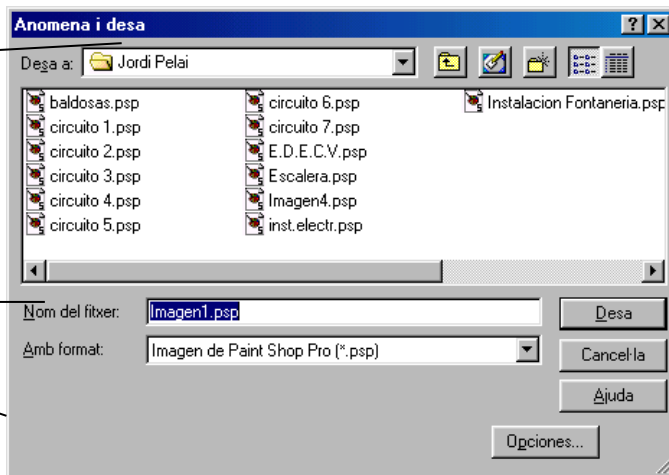 Anomena i desa
Desa a: Jordi Pelai
baldosas.psp
circuito 1.psp
circuito 2.psp
circuito 3.psp
circuito 4.psp
circuito 5.psp
circuito 6.psp
circuito 7.psp
E.D.E.C.V.psp
Escalera.psp
Imagen4.psp
inst.electr.psp
Instalacion Fontaneria.psp
Nom del fitxer: Imagen1.psp Desa
Amb format: Imagen de Paint Shop Pro (*.psp) Cancel·la
Ajuda
Opciones...